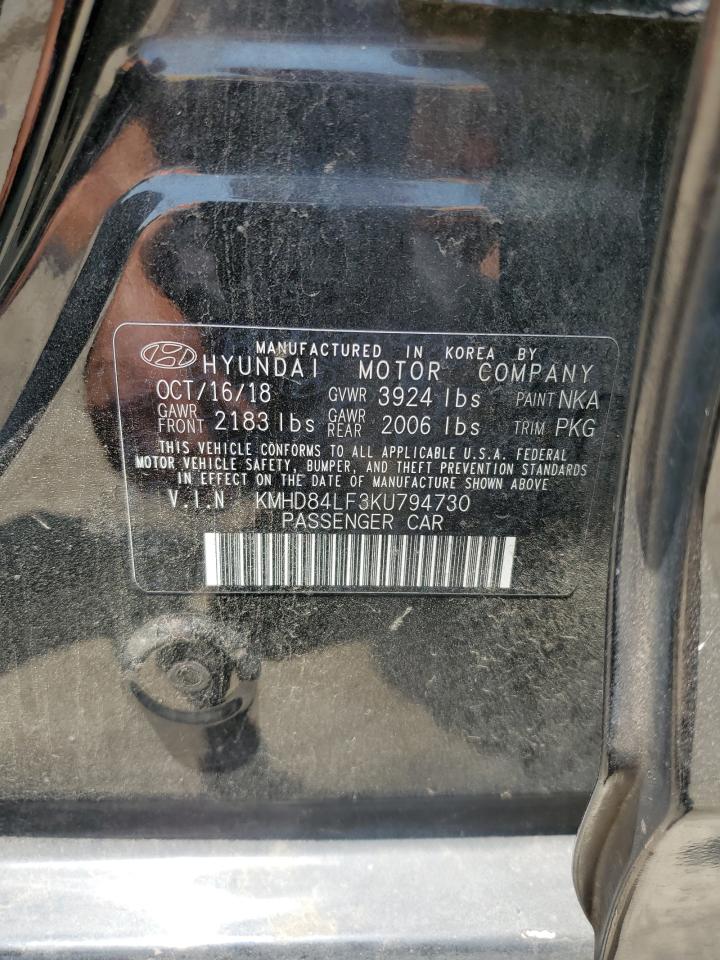 MANUFACTURED IN KOREA BY
HYUNDAI MOTOR COMPANY
OCT/16/18 GVWR 3924 lbs PAINT NKA
GAWR FRONT 2183 lbs GAWR REAR 2006 lbs TRIM PKG
THIS VEHICLE CONFORMS TO ALL APPLICABLE U.S.A. FEDERAL
MOTOR VEHICLE SAFETY, BUMPER, AND THEFT PREVENTION STANDARDS
IN EFFECT ON THE DATE OF MANUFACTURE SHOWN ABOVE
V.I.N KMHD84LF3KU794730
PASSENGER CAR